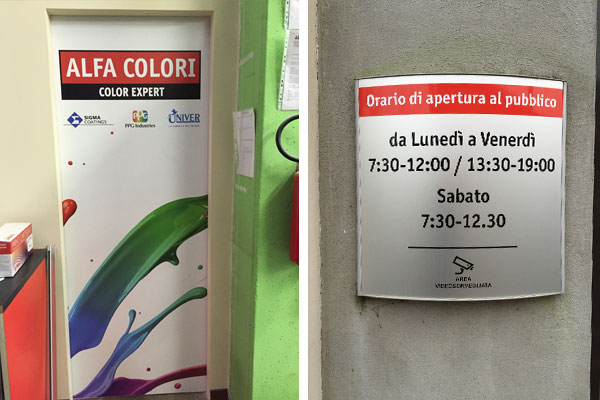 ALFA COLORI
COLOR EXPERT
SIGMA
COATINGS
PPG
PPG Industries
UNIVER
Orario di apertura al pubblico
da Lunedì a Venerdì
7:30-12:00 / 13:30-19:00
Sabato
7:30-12.30
AREA
VIDEOSORVEGLIATA